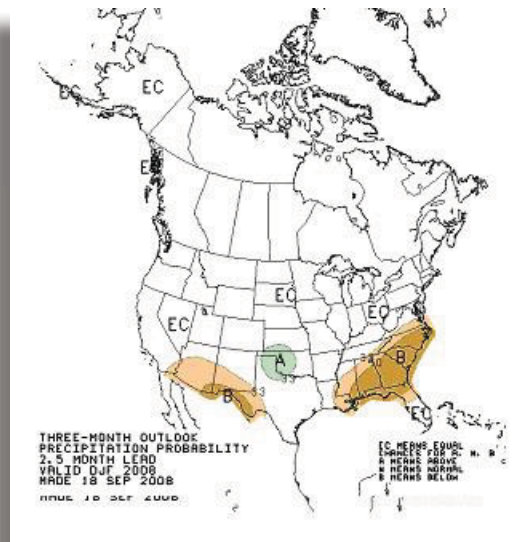 EC
EC
EC
EC
EC
EC
A
B
B
33
33
EC
THREE-MONTH OUTLOOK
PRECIPITATION PROBABILITY
2.5 MONTH LEAD
VALID DJF 2008
MADE 18 SEP 2008
MADE 18 SEP 2008
EC MEANS EQUAL
CHANCES FOR A, N, B
A MEANS ABOVE
N MEANS NORMAL
B MEANS BELOW